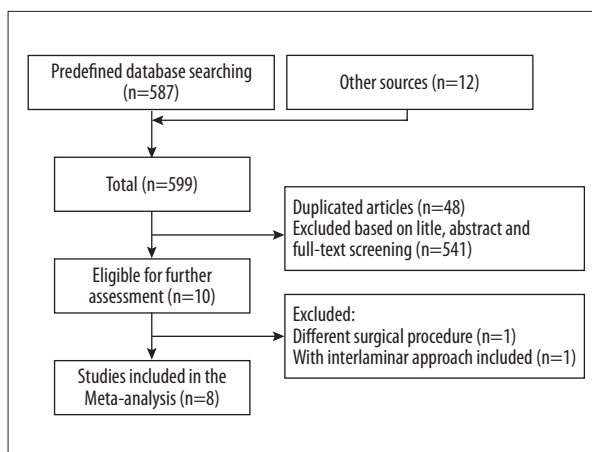 Predefined database searching
(n=587)
Other sources (n=12)
Total (n=599)
Duplicated articles (n=48)
Excluded based on litle, abstract and
full-text screening (n=541)
Eligible for further
assessment (n=10)
Excluded:
Different surgical procedure (n=1)
With interlaminar approach included (n=1)
Studies included in the
Meta-analysis (n=8)